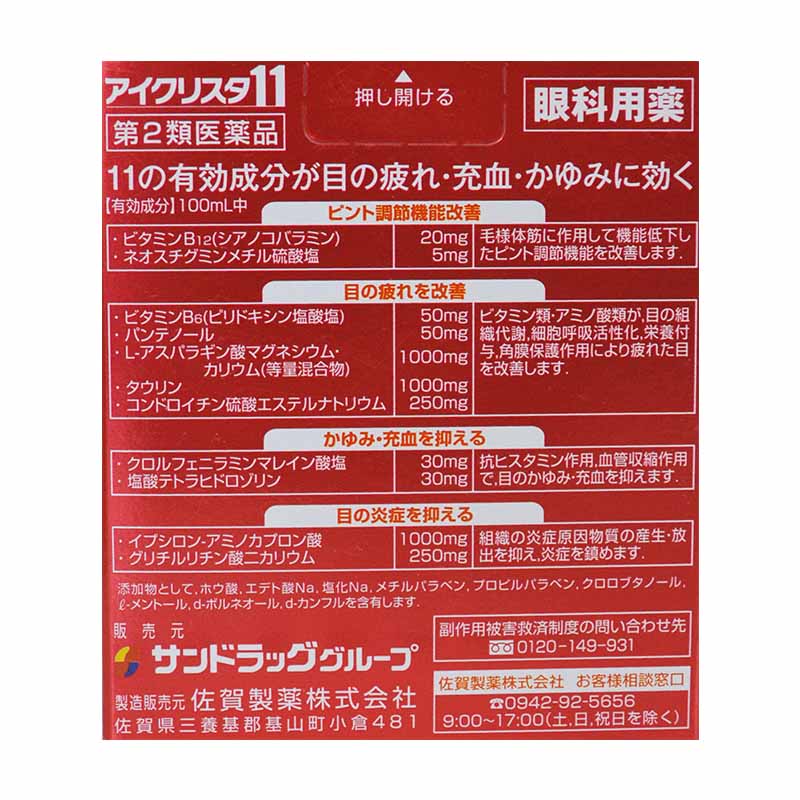 アイクリスタ11
第2類医薬品
押し開ける
眼科用薬
11の有効成分が目の疲れ・充血・かゆみに効く
【有効成分】100mL中
ピント調節機能改善
・ビタミンB12(シアノコバラミン) 20mg
・ネオスチグミンメチル硫酸塩 5mg
毛様体筋に作用して機能低下し
たピント調節機能を改善します.
目の疲れを改善
・ビタミンB6(ピリドキシン塩酸塩) 50mg
・パンテノール 50mg
・L-アスパラギン酸マグネシウム・
カリウム(等量混合物) 1000mg
・タウリン 1000mg
・コンドロイチン硫酸エステルナトリウム 250mg
ビタミン類・アミノ酸類が,目の組
織代謝,細胞呼吸活性化,栄養付
与,角膜保護作用により疲れた目
を改善します.
かゆみ・充血を抑える
・クロルフェニラミンマレイン酸塩 30mg
・塩酸テトラヒドロゾリン 30mg
抗ヒスタミン作用,血管収縮作用
で,目のかゆみ・充血を抑えます.
目の炎症を抑える
・イプシロン-アミノカプロン酸 1000mg
・グリチルリチン酸二カリウム 250mg
組織の炎症原因物質の産生・放
出を抑え,炎症を鎮めます.
添加物として,ホウ酸,エデト酸Na,塩化Na,メチルパラベン,プロピルパラベン,クロロブタノール,
ℓ-メントール,d-ボルネオール,d-カンフルを含有します.
販売元
サンドラッググループ
製造販売元 佐賀製薬株式会社
佐賀県三養基郡基山町小倉481
副作用被害救済制度の問い合わせ先
0120-149-931
佐賀製薬株式会社 お客様相談窓口
☎0942-92-5656
9:00~17:00(土,日,祝日を除く)